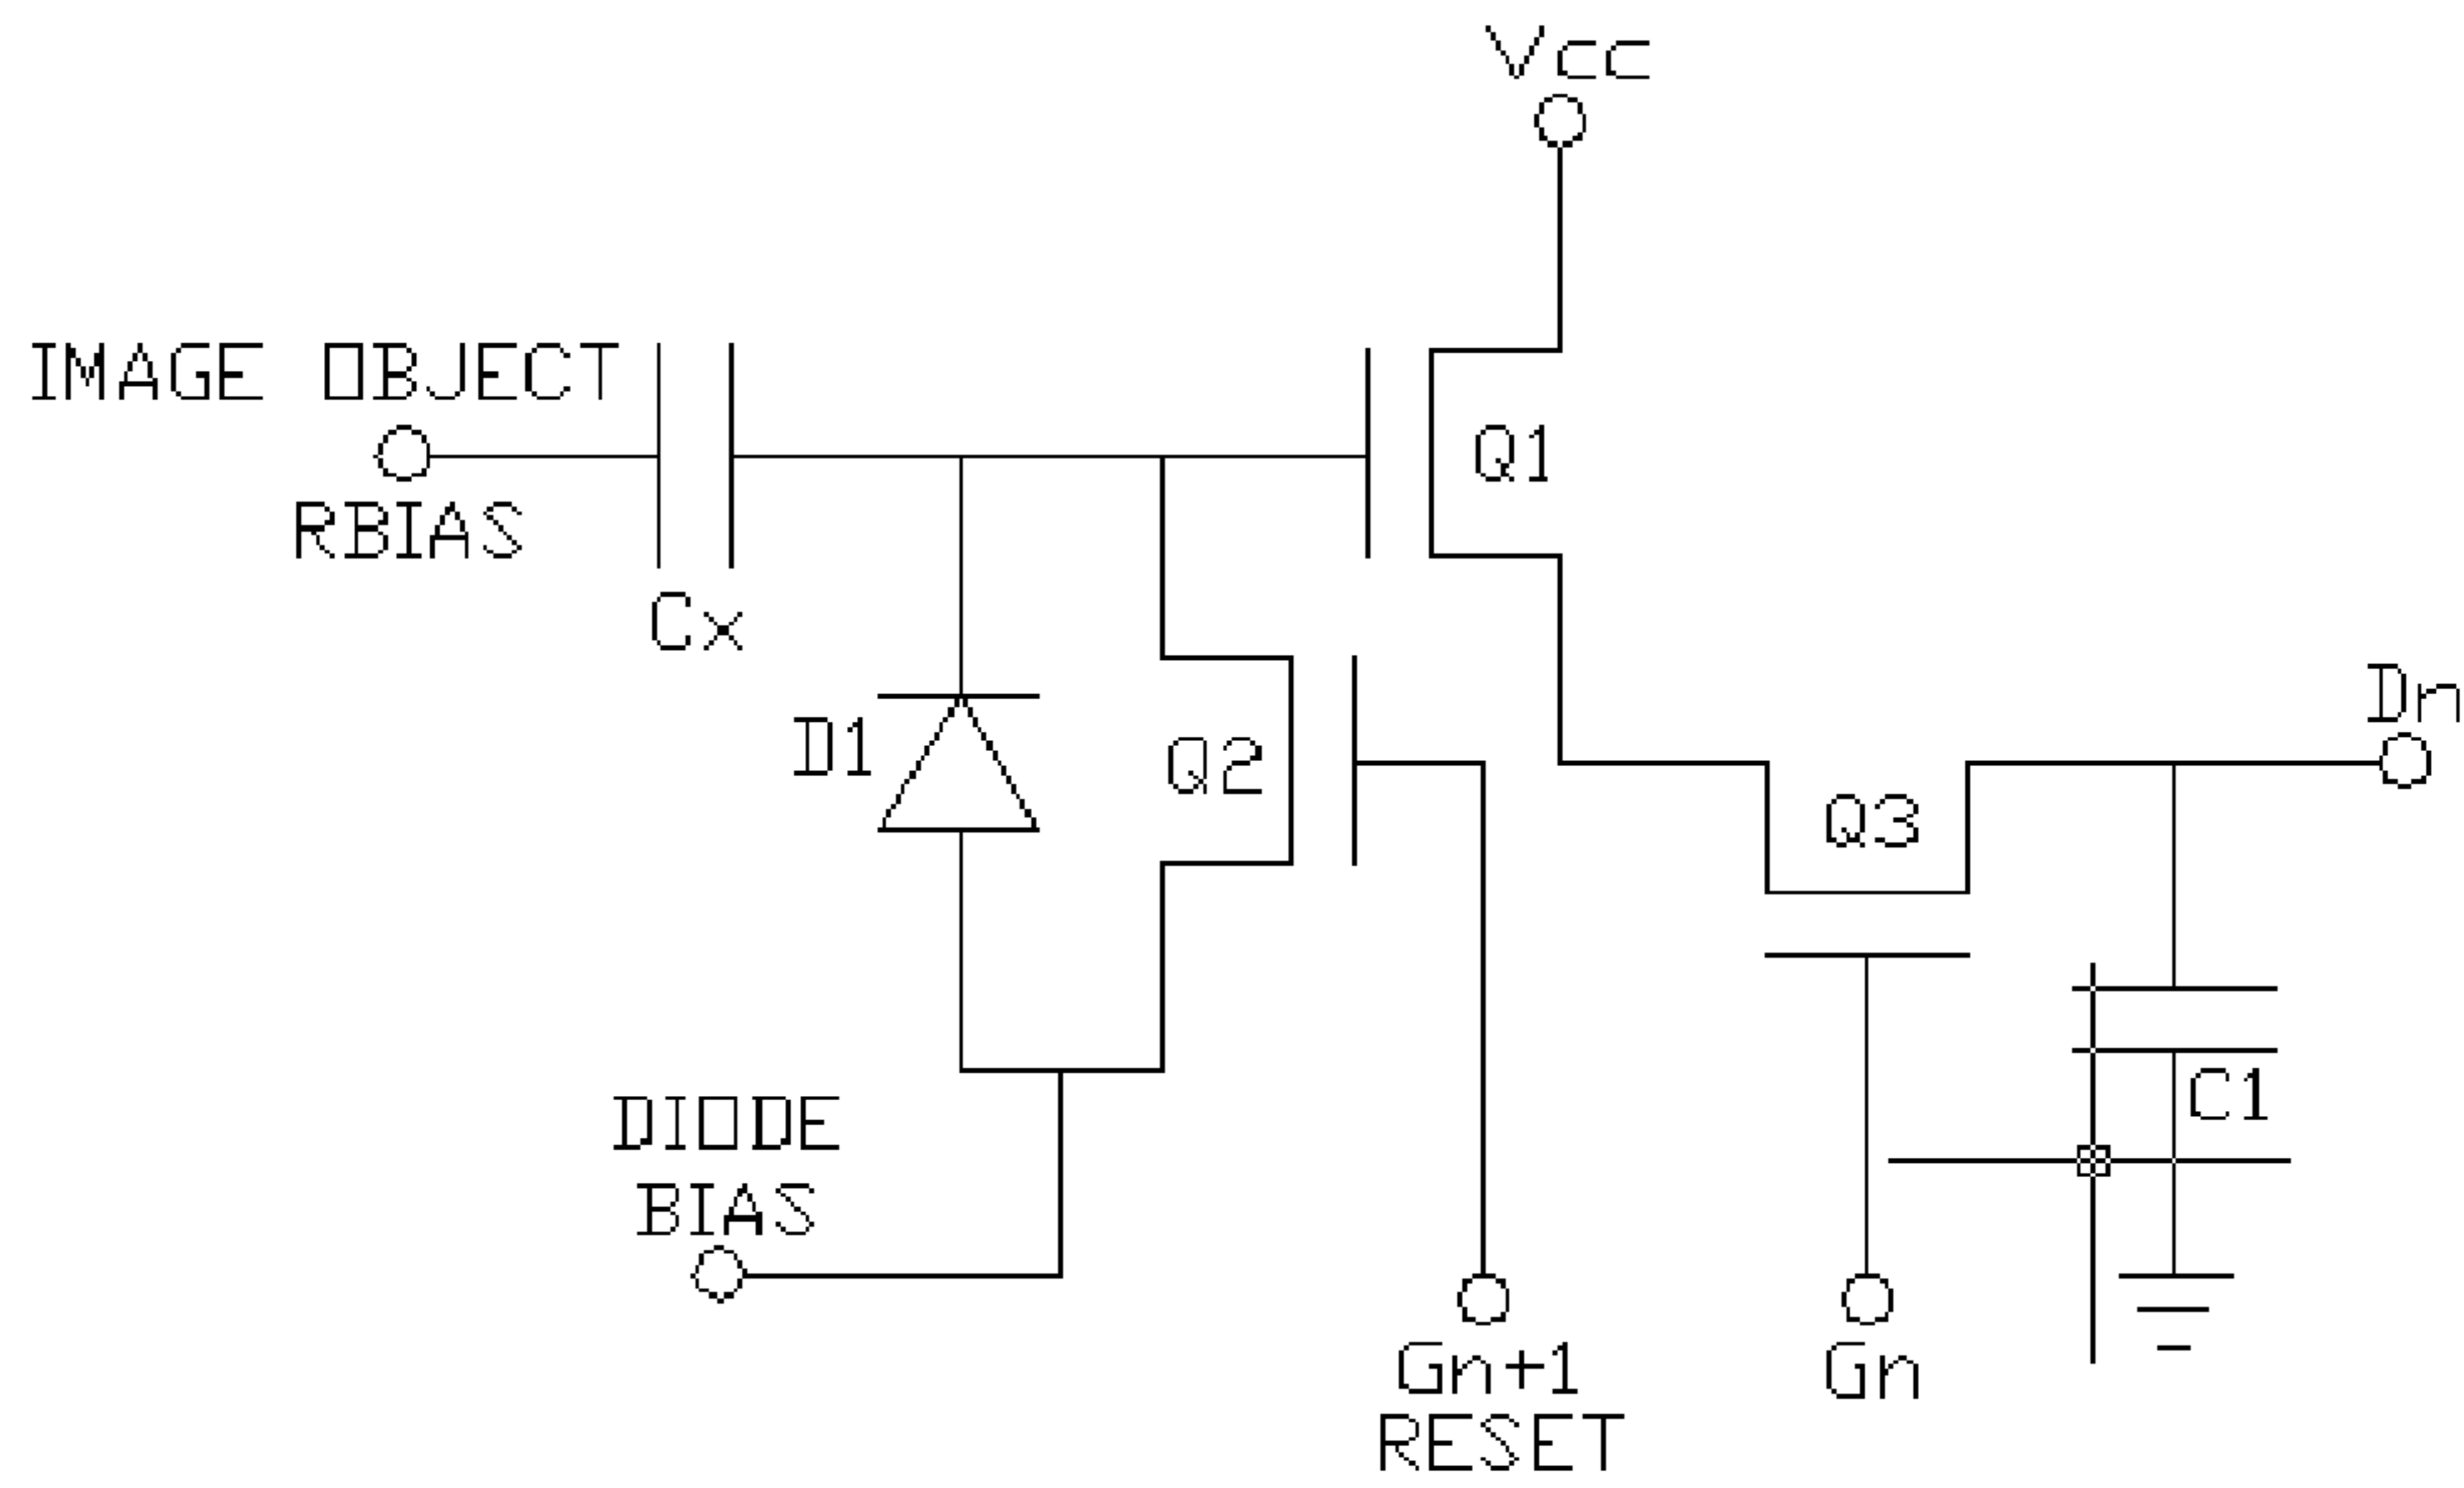 Vcc
IMAGE OBJECT
Q1
RBIAS
Cx
Dn
D1
Q2
Q3
C1
DIODE
BIAS
Gn+1
Gn
RESET